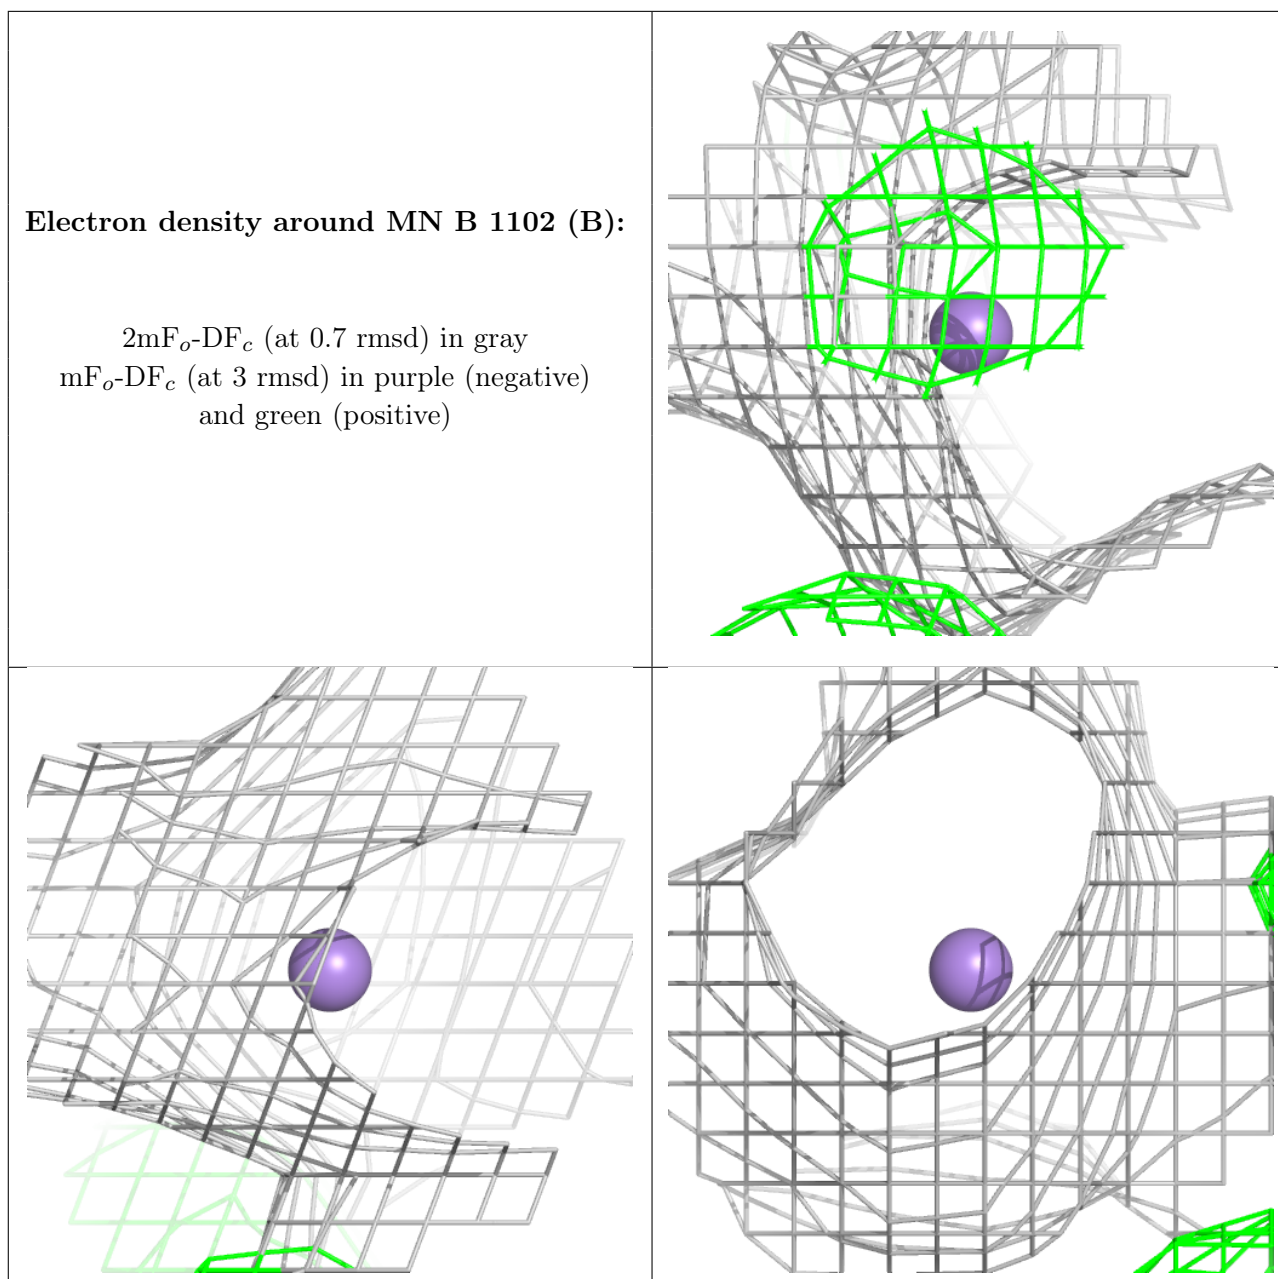 Electron density around MN B 1102 (B):
2mFo-DFc (at 0.7 rmsd) in gray
mFo-DFc (at 3 rmsd) in purple (negative)
and green (positive)